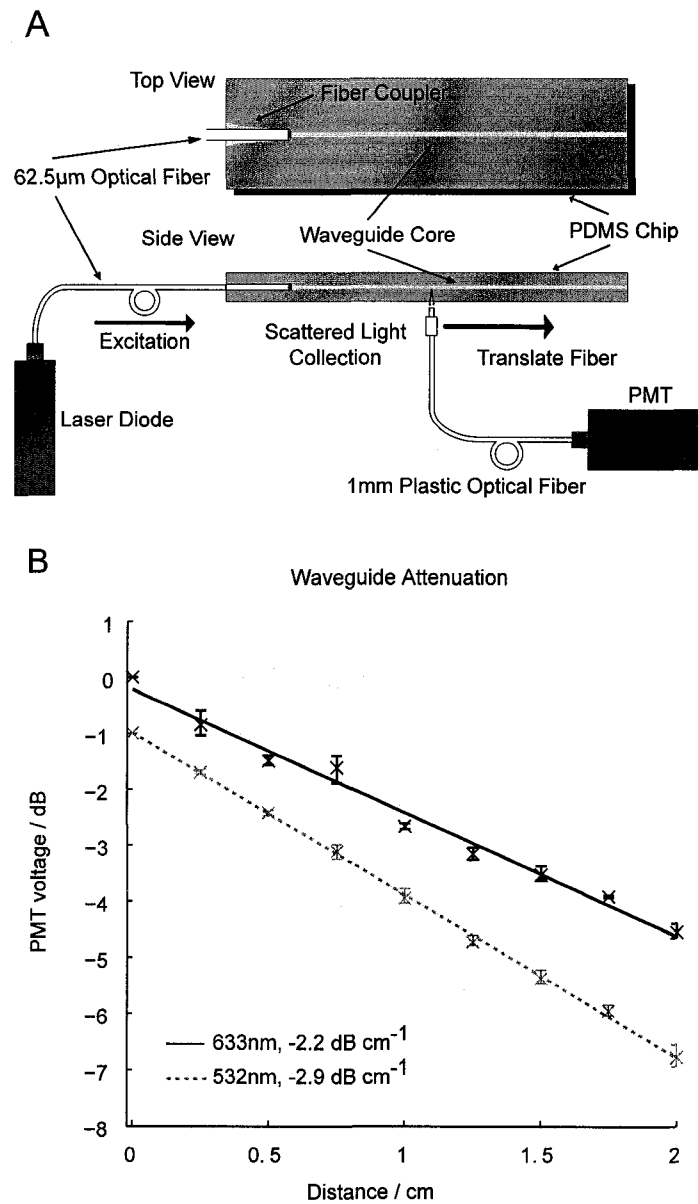 A
Top View
Fiber Coupler
62.5µm Optical Fiber
Side View
Waveguide Core
PDMS Chip
Excitation
Scattered Light
Collection
Translate Fiber
Laser Diode
PMT
1mm Plastic Optical Fiber
B
Waveguide Attenuation
PMT voltage / dB
1
0
−1
−2
−3
−4
−5
−6
−7
−8
633nm, -2.2 dB cm⁻¹
532nm, -2.9 dB cm⁻¹
0 0.5 1 1.5 2
Distance / cm